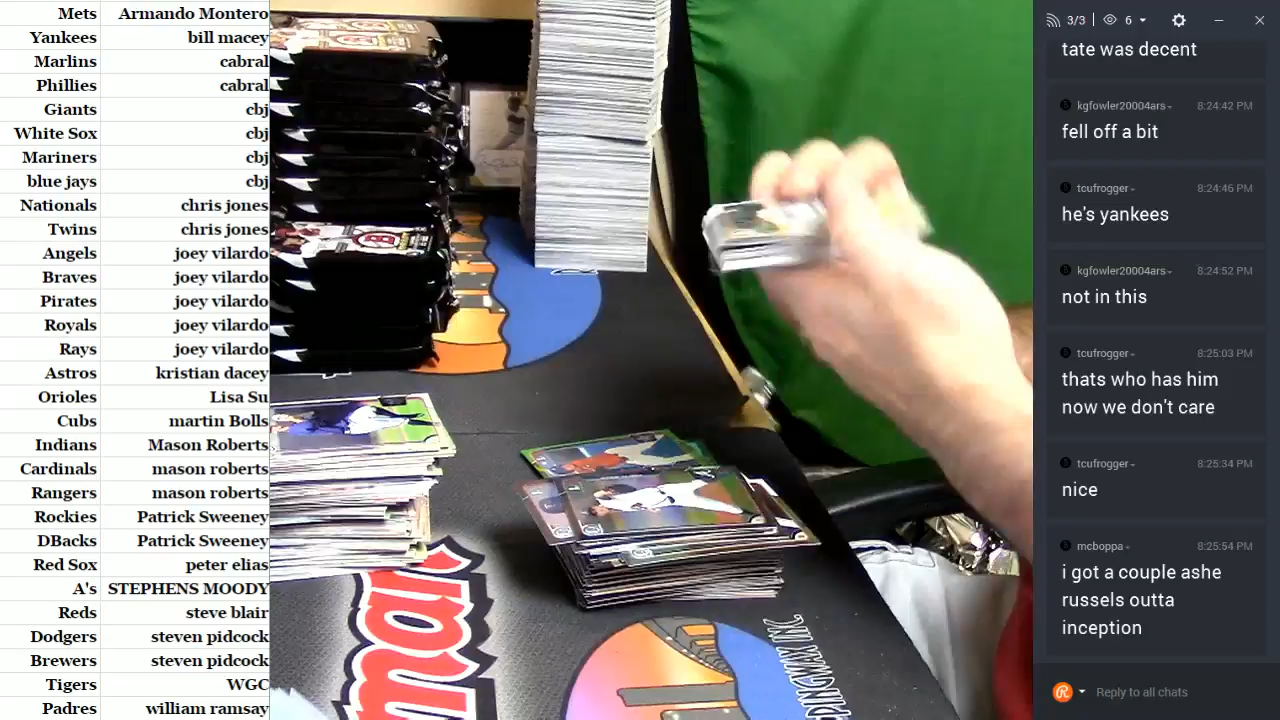 Mets Armando Montero
Yankees bill macey
Marlins cabral
Phillies cabral
Giants cbj
White Sox cbj
Mariners cbj
blue jays cbj
Nationals chris jones
Twins chris jones
Angels joey vilardo
Braves joey vilardo
Pirates joey vilardo
Royals joey vilardo
Rays joey vilardo
Astros kristian dacey
Orioles Lisa Su
Cubs martin Bolls
Indians Mason Roberts
Cardinals mason roberts
Rangers mason roberts
Rockies Patrick Sweeney
DBacks Patrick Sweeney
Red Sox peter elias
A's STEPHENS MOODY
Reds steve blair
Dodgers steven pidcock
Brewers steven pidcock
Tigers WGC
Padres william ramsay
3/3 6
tate was decent
kgfowler20004ars 8:24:42 PM
fell off a bit
tcufrogger 8:24:46 PM
he's yankees
kgfowler20004ars 8:24:52 PM
not in this
tcufrogger 8:25:03 PM
thats who has him
now we don't care
tcufrogger 8:25:34 PM
nice
mcboppa 8:25:54 PM
i got a couple ashe
russels outta
inception
Reply to all chats